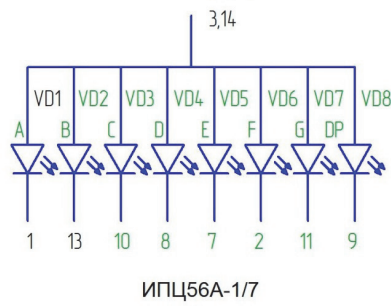 3,14
VD1 VD2 VD3 VD4 VD5 VD6 VD7 VD8
A B C D E F G DP
1 13 10 8 7 2 11 9
ИПЦ56А-1/7